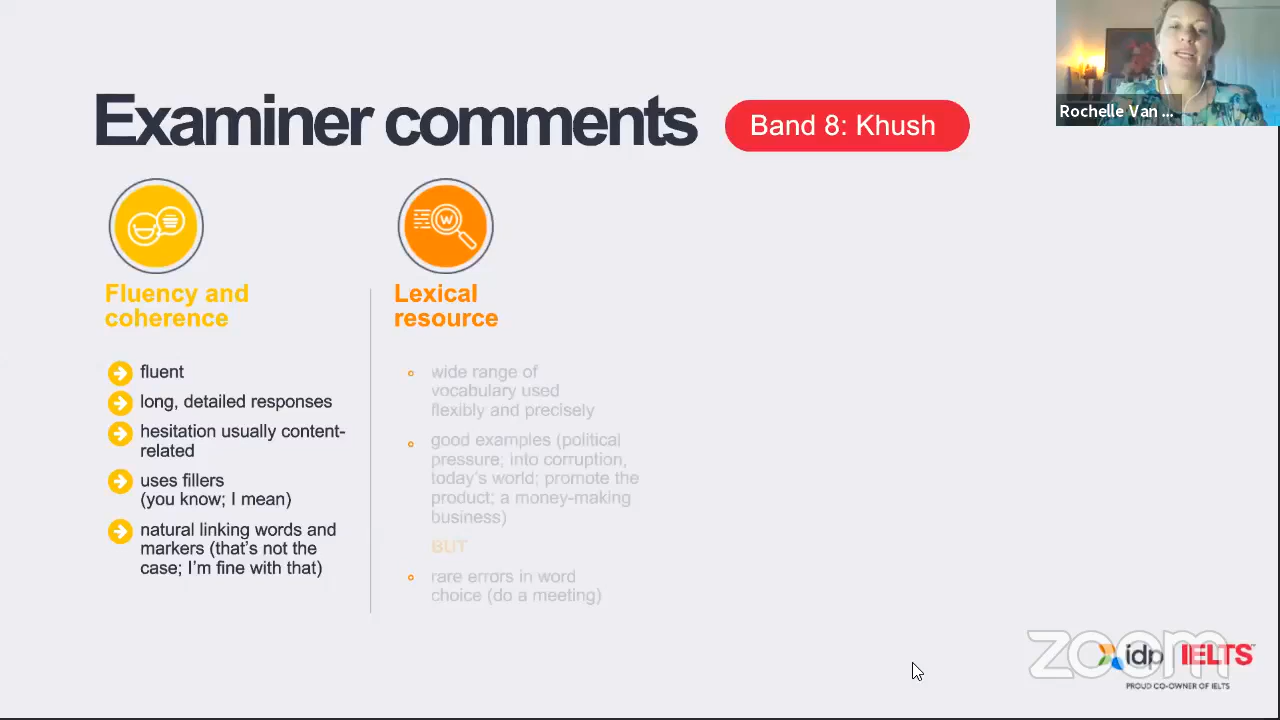 Rochelle Van ...
Examiner comments
Band 8: Khush
W
Fluency and
coherence
fluent
long, detailed responses
hesitation usually content-
related
uses fillers
(you know; I mean)
natural linking words and
markers (that's not the
case; I'm fine with that)
Lexical
resource
wide range of
vocabulary used
flexibly and precisely
good examples (political
pressure; into corruption,
today's world; promote the
product; a money-making
business)
BUT
rare errors in word
choice (do a meeting)
zoom
idp IELTS
PROUD CO-OWNER OF IELTS